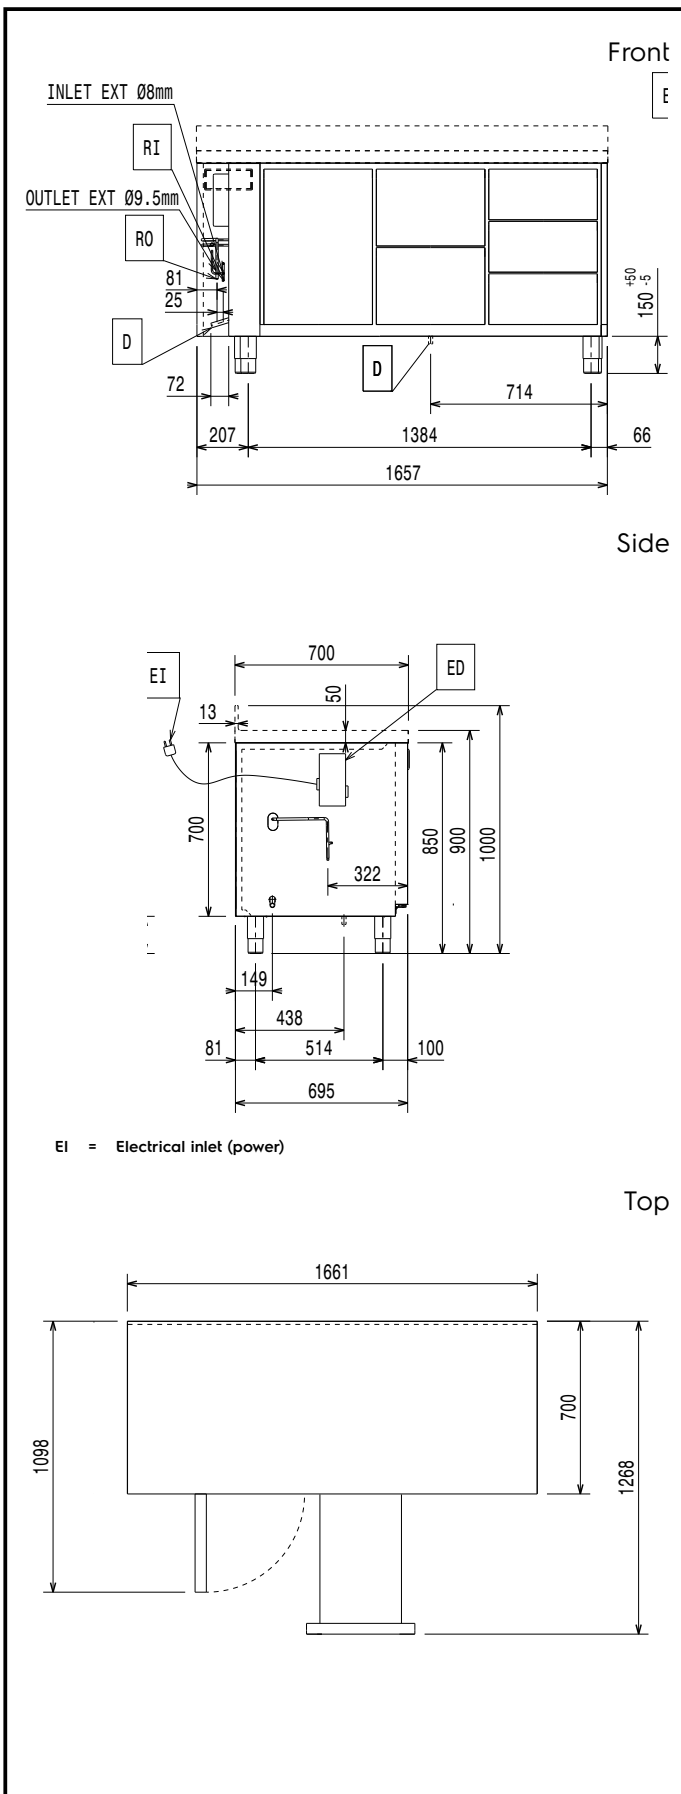 Front
INLET EXT Ø8mm
RI
OUTLET EXT Ø9.5mm
RO
81
25
D
D
72
714
150 +50 -5
207
1384
66
1657
Side
700
EI
ED
50
13
700
322
850
900
1000
149
438
81
514
100
695
EI = Electrical inlet (power)
Top
1661
1098
700
1268